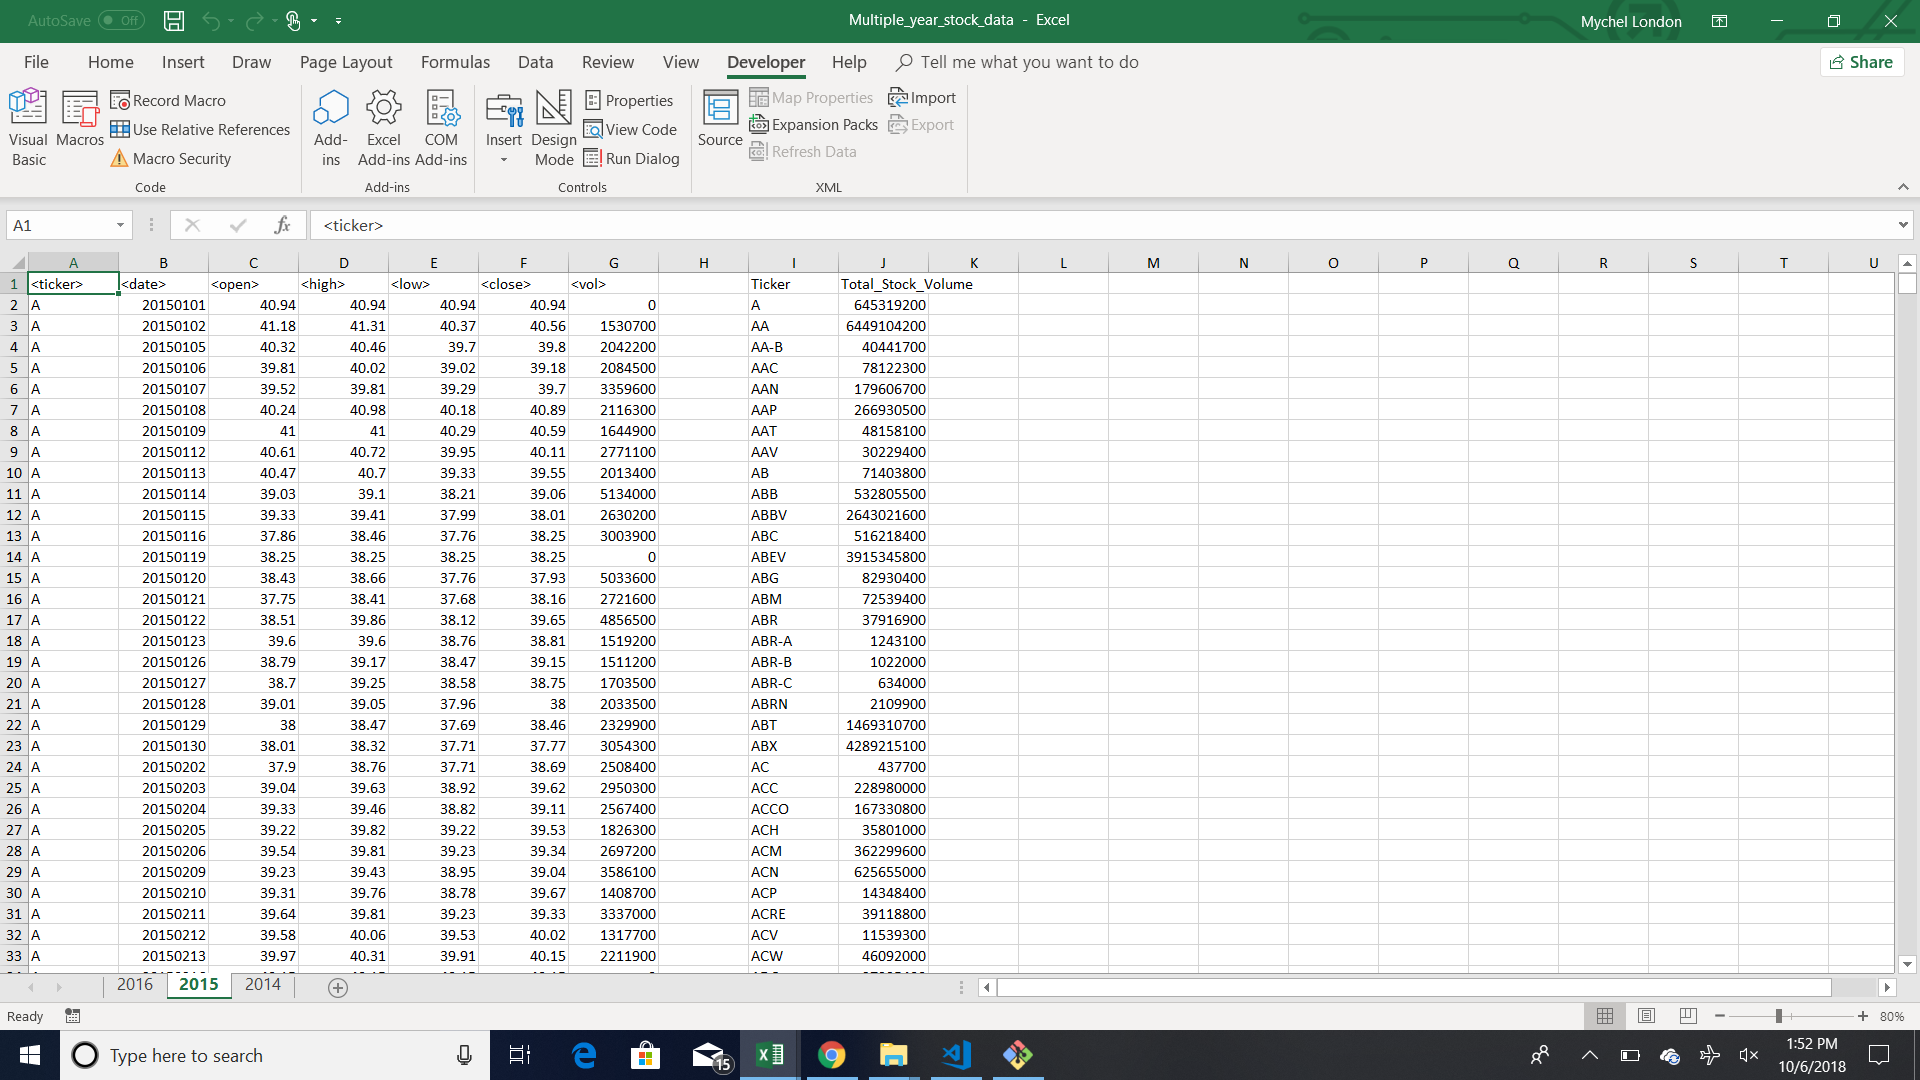 AutoSave Off
Multiple_year_stock_data - Excel
Mychel London
File Home Insert Draw Page Layout Formulas Data Review View Developer Help Tell me what you want to do
Share
Visual Basic
Macros
Record Macro
Use Relative References
Macro Security
Code
Add-ins
Excel Add-ins
COM Add-ins
Add-ins
Insert
Design Mode
Properties
View Code
Run Dialog
Controls
Source
Map Properties
Expansion Packs
Refresh Data
Import
Export
XML
A1 fx <ticker>
A B C D E F G H I J K L M N O P Q R S T U
1 <ticker> <date> <open> <high> <low> <close> <vol> Ticker Total_Stock_Volume
2 A 20150101 40.94 40.94 40.94 40.94 0 A 645319200
3 A 20150102 41.18 41.31 40.37 40.56 1530700 AA 6449104200
4 A 20150105 40.32 40.46 39.7 39.8 2042200 AA-B 40441700
5 A 20150106 39.81 40.02 39.02 39.18 2084500 AAC 78122300
6 A 20150107 39.52 39.81 39.29 39.7 3359600 AAN 179606700
7 A 20150108 40.24 40.98 40.18 40.89 2116300 AAP 266930500
8 A 20150109 41 41 40.29 40.59 1644900 AAT 48158100
9 A 20150112 40.61 40.72 39.95 40.11 2771100 AAV 30229400
10 A 20150113 40.47 40.7 39.33 39.55 2013400 AB 71403800
11 A 20150114 39.03 39.1 38.21 39.06 5134000 ABB 532805500
12 A 20150115 39.33 39.41 37.99 38.01 2630200 ABBV 2643021600
13 A 20150116 37.86 38.46 37.76 38.25 3003900 ABC 516218400
14 A 20150119 38.25 38.25 38.25 38.25 0 ABEV 3915345800
15 A 20150120 38.43 38.66 37.76 37.93 5033600 ABG 82930400
16 A 20150121 37.75 38.41 37.68 38.16 2721600 ABM 72539400
17 A 20150122 38.51 39.86 38.12 39.65 4856500 ABR 37916900
18 A 20150123 39.6 39.6 38.76 38.81 1519200 ABR-A 1243100
19 A 20150126 38.79 39.17 38.47 39.15 1511200 ABR-B 1022000
20 A 20150127 38.7 39.25 38.58 38.75 1703500 ABR-C 634000
21 A 20150128 39.01 39.05 37.96 38 2033500 ABRN 2109900
22 A 20150129 38 38.47 37.69 38.46 2329900 ABT 1469310700
23 A 20150130 38.01 38.32 37.71 37.77 3054300 ABX 4289215100
24 A 20150202 37.9 38.76 37.71 38.69 2508400 AC 437700
25 A 20150203 39.04 39.63 38.92 39.62 2950300 ACC 228980000
26 A 20150204 39.33 39.46 38.82 39.11 2567400 ACCO 167330800
27 A 20150205 39.22 39.82 39.22 39.53 1826300 ACH 35801000
28 A 20150206 39.54 39.81 39.23 39.34 2697200 ACM 362299600
29 A 20150209 39.23 39.43 38.95 39.04 3586100 ACN 625655000
30 A 20150210 39.31 39.76 38.78 39.67 1408700 ACP 14348400
31 A 20150211 39.64 39.81 39.23 39.33 3337000 ACRE 39118800
32 A 20150212 39.58 40.06 39.53 40.02 1317700 ACV 11539300
33 A 20150213 39.97 40.31 39.91 40.15 2211900 ACW 46092000
2016 2015 2014
Ready
80%
Type here to search
15
1:52 PM
10/6/2018